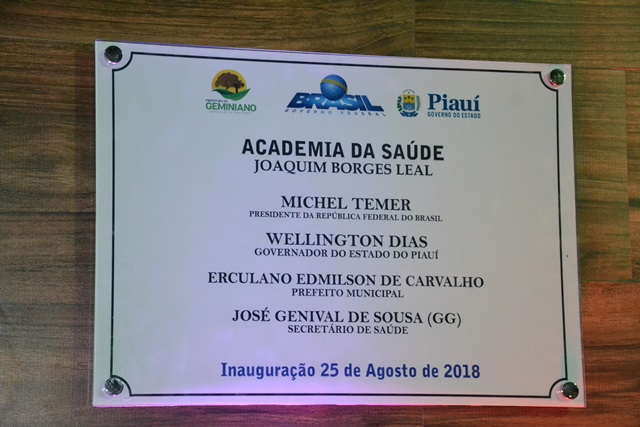 PREFEITURA DE
GEMINIANO
BRASIL
GOVERNO FEDERAL
Piauí
GOVERNO DO ESTADO
ACADEMIA DA SAÚDE
JOAQUIM BORGES LEAL
MICHEL TEMER
PRESIDENTE DA REPÚBLICA FEDERAL DO BRASIL
WELLINGTON DIAS
GOVERNADOR DO ESTADO DO PIAUÍ
ERCULANO EDMILSON DE CARVALHO
PREFEITO MUNICIPAL
JOSÉ GENIVAL DE SOUSA (GG)
SECRETÁRIO DE SAÚDE
Inauguração 25 de Agosto de 2018